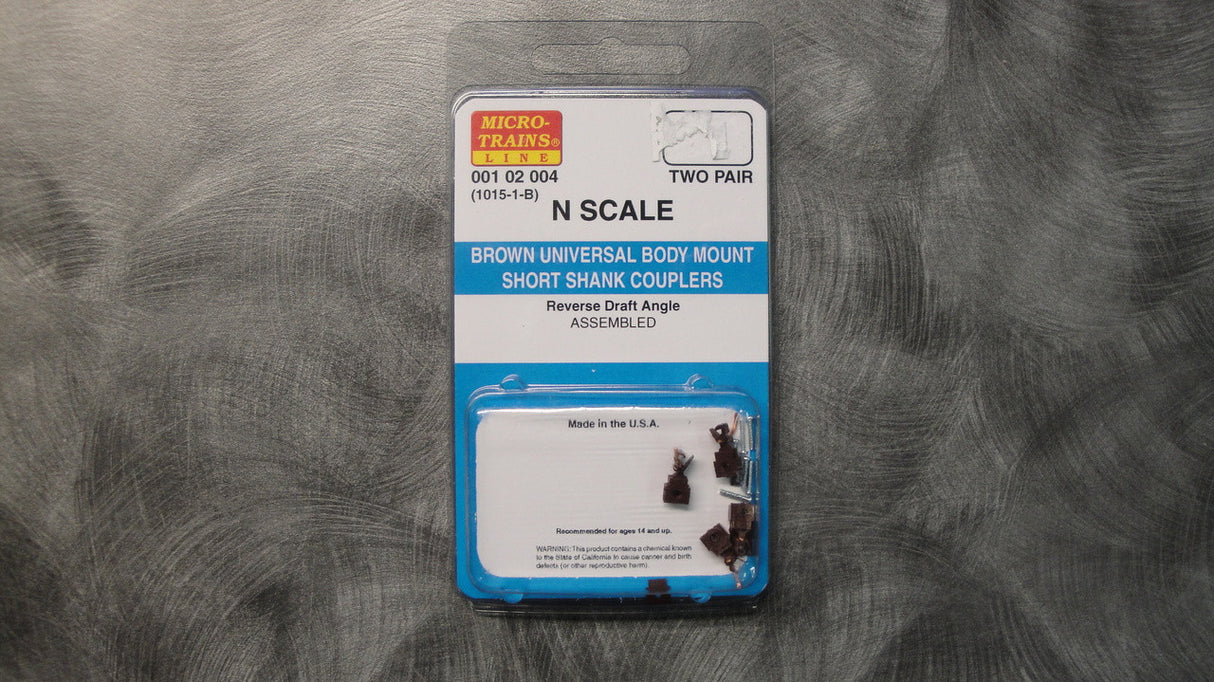 MICRO-
TRAINS®
LINE
001 02 004
(1015-1-B)
TWO PAIR
N SCALE
BROWN UNIVERSAL BODY MOUNT
SHORT SHANK COUPLERS
Reverse Draft Angle
ASSEMBLED
Made in the U.S.A.
Recommended for ages 14 and up.
WARNING: This product contains a chemical known
to the State of California to cause cancer and birth
defects (or other reproductive harm).